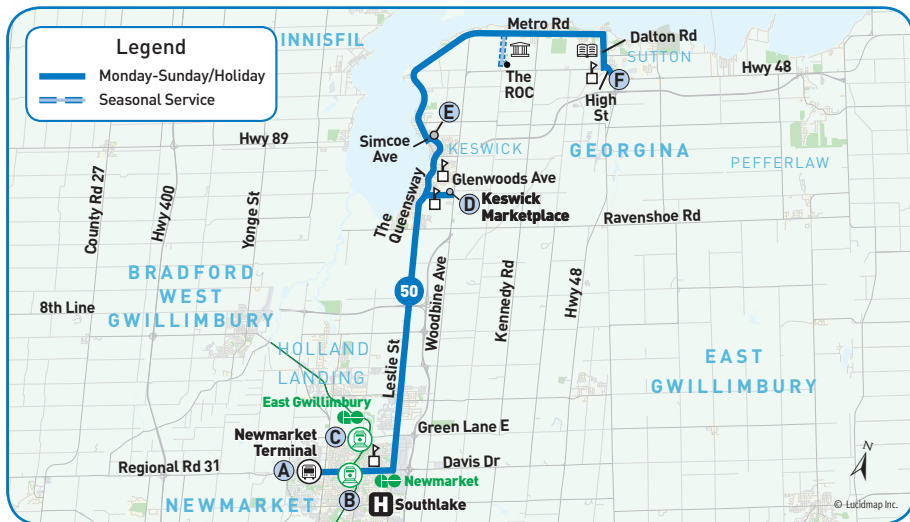 Legend
Monday-Sunday/Holiday
Seasonal Service
INNISFIL
Metro Rd
Dalton Rd
SUTTON
Hwy 48
The
ROC
F
High
St
E
Hwy 89
Simcoe
Ave
KESWICK
GEORGINA
PEFFERLAW
Glenwoods Ave
County Rd 27
Hwy 400
Yonge St
The
Queensway
D
Keswick
Marketplace
Ravenshoe Rd
BRADFORD
WEST
GWILLIMBURY
8th Line
50
Woodbine Ave
Kennedy Rd
Hwy 48
HOLLAND
LANDING
Leslie St
EAST
GWILLIMBURY
East Gwillimbury
Green Lane E
Newmarket
Terminal
C
Regional Rd 31
A
Davis Dr
Newmarket
NEWMARKET
B
H
Southlake
N
© Lucidmap Inc.